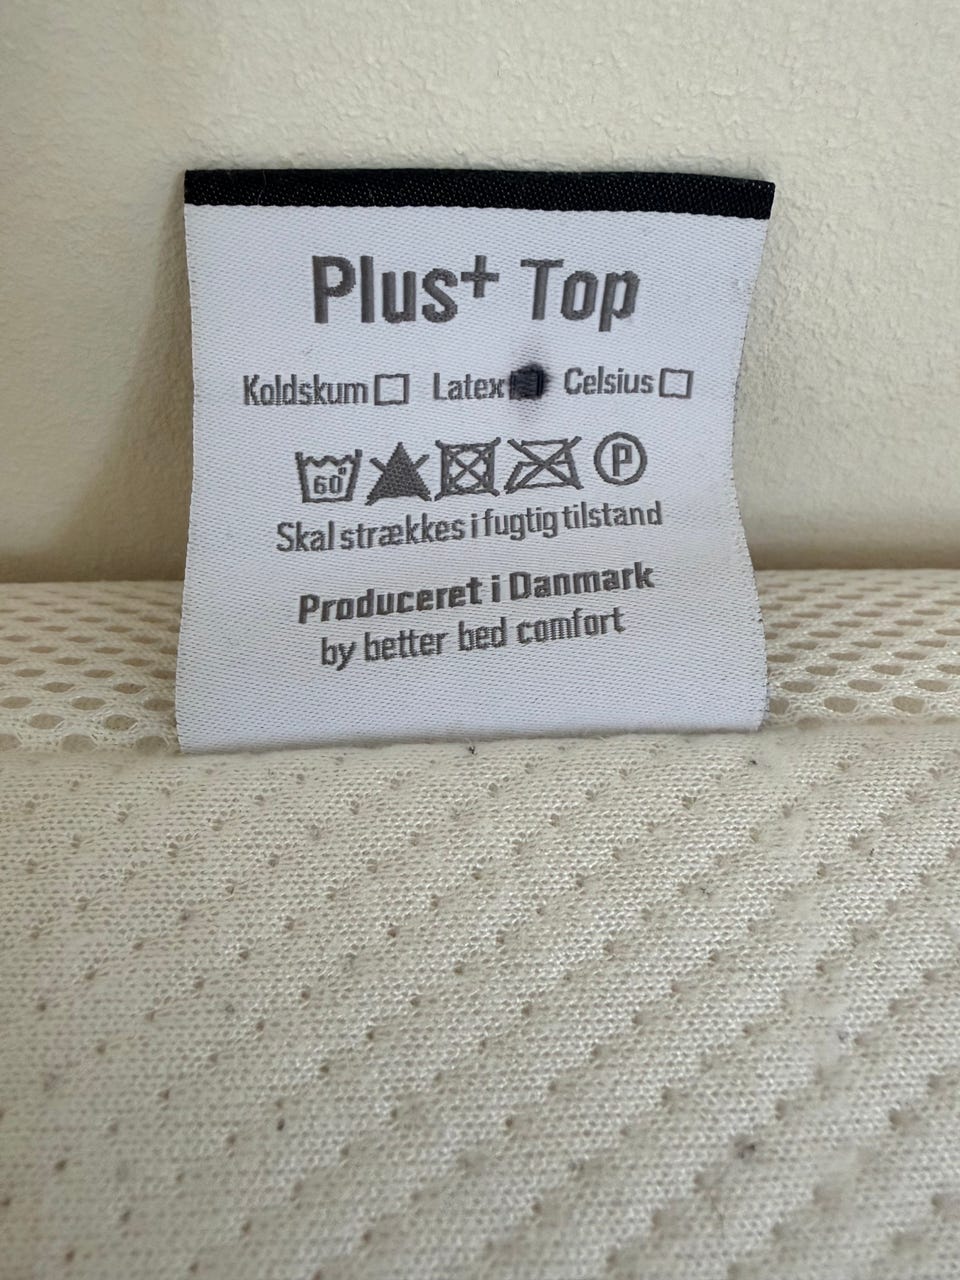 Plus+ Top
Koldskum Latex Celsius
60° P
Skal strækkes i fugtig tilstand
Produceret i Danmark
by better bed comfort